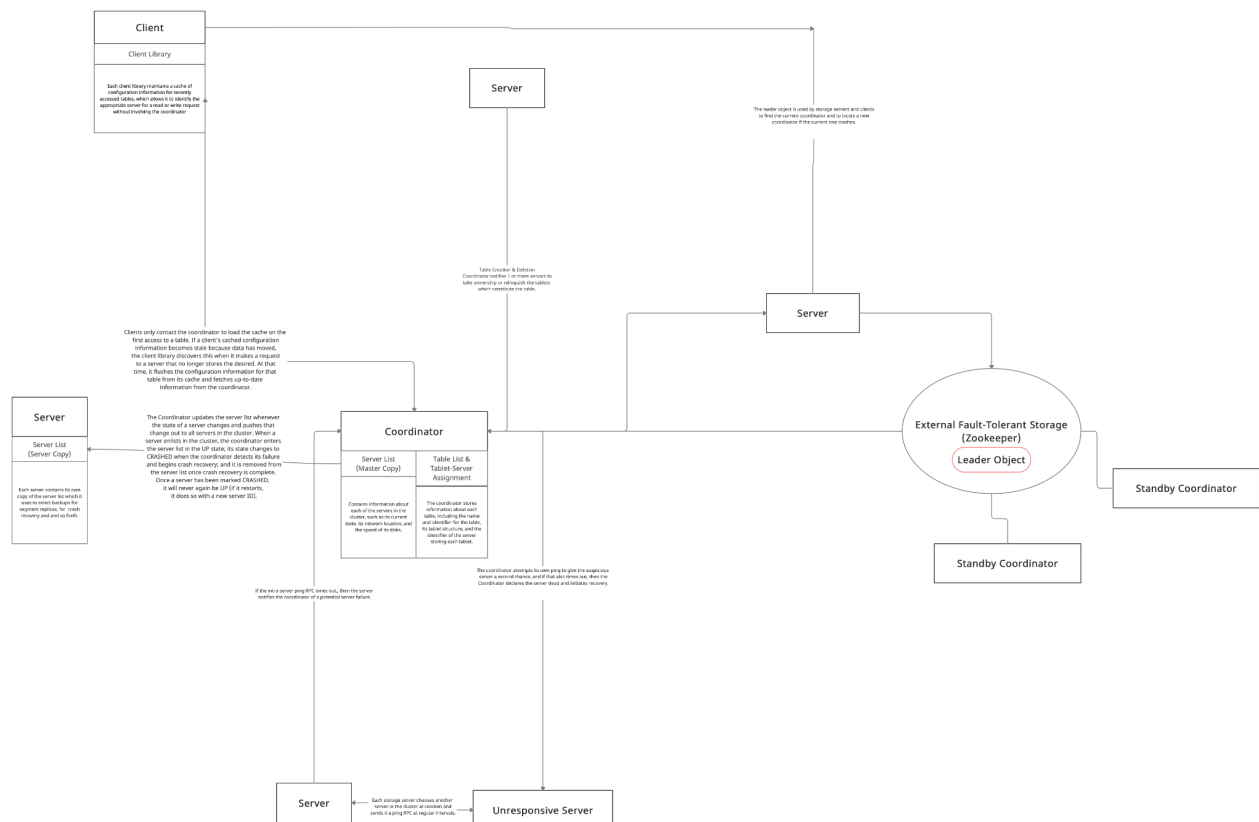 Client
Client Library
Each client library maintains a cache of
configuration information for recently
accessed tables, which allows it to identify the
appropriate server for a read or write request
without involving the coordinator
Server
The leader object is used by storage servers and clients
to find the current coordinator and to locate a new
coordinator if the current one crashes.
Table Creation & Deletion
Coordinator notifies 1 or more servers to
take ownership or relinquish the tablets
which constitute the table.
Server
Clients only contact the coordinator to load the cache on the
first access to a table. If a client's cached configuration
information becomes stale because data has moved,
the client library discovers this when it makes a request
to a server that no longer stores the desired. At that
time, it flushes the configuration information for that
table from its cache and fetches up-to-date
information from the coordinator.
Server
Server List
(Server Copy)
Each server contains its own
copy of the server list which it
uses to select backups for
segment replicas, for crash
recovery and and so forth.
The Coordinator updates the server list whenever
the state of a server changes and pushes that
change out to all servers in the cluster. When a
server enlists in the cluster, the coordinator enters
the server list in the UP state; its state changes to
CRASHED when the coordinator detects its failure
and begins crash recovery; and it is removed from
the server list once crash recovery is complete.
Once a server has been marked CRASHED,
it will never again be UP (if it restarts,
it does so with a new server ID).
Coordinator
Server List
(Master Copy)
Contains information about
each of the servers in the
cluster, such as its current
state, its network location, and
the speed of its disks.
Table List &
Tablet-Server
Assignment
The coordinator stores
information about each
table, including the name
and identifier for the table,
its tablet structure, and the
identifier of the server
storing each tablet.
External Fault-Tolerant Storage
(Zookeeper)
Leader Object
Standby Coordinator
Standby Coordinator
The coordinator attempts its own ping to give the suspicious
server a second chance, and if that also times out, then the
Coordinator declares the server dead and initiates recovery.
If the intra-server ping RPC times out, then the server
notifies the coordinator of a potential server failure.
Server
Each storage server chooses another
server in the cluster at random and
sends it a ping RPC at regular intervals.
Unresponsive Server